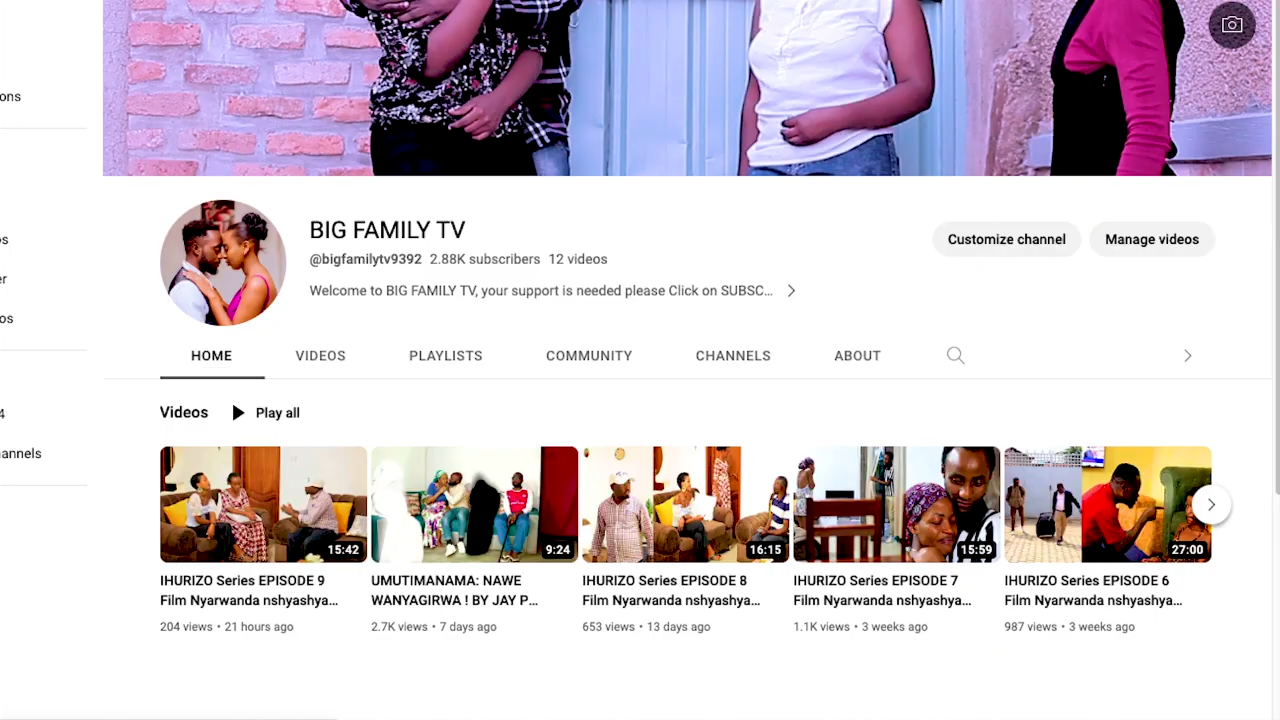 ons
s
er
os
4
annels
BIG FAMILY TV
@bigfamilytv9392 2.88K subscribers 12 videos
Welcome to BIG FAMILY TV, your support is needed please Click on SUBSC...
Customize channel
Manage videos
HOME
VIDEOS
PLAYLISTS
COMMUNITY
CHANNELS
ABOUT
Videos
Play all
15:42
IHURIZO Series EPISODE 9
Film Nyarwanda nshyashya...
204 views • 21 hours ago
9:24
UMUTIMANAMA: NAWE
WANYAGIRWA ! BY JAY P...
2.7K views • 7 days ago
16:15
IHURIZO Series EPISODE 8
Film Nyarwanda nshyashya...
653 views • 13 days ago
15:59
IHURIZO Series EPISODE 7
Film Nyarwanda nshyashya...
1.1K views • 3 weeks ago
27:00
IHURIZO Series EPISODE 6
Film Nyarwanda nshyashya...
987 views • 3 weeks ago